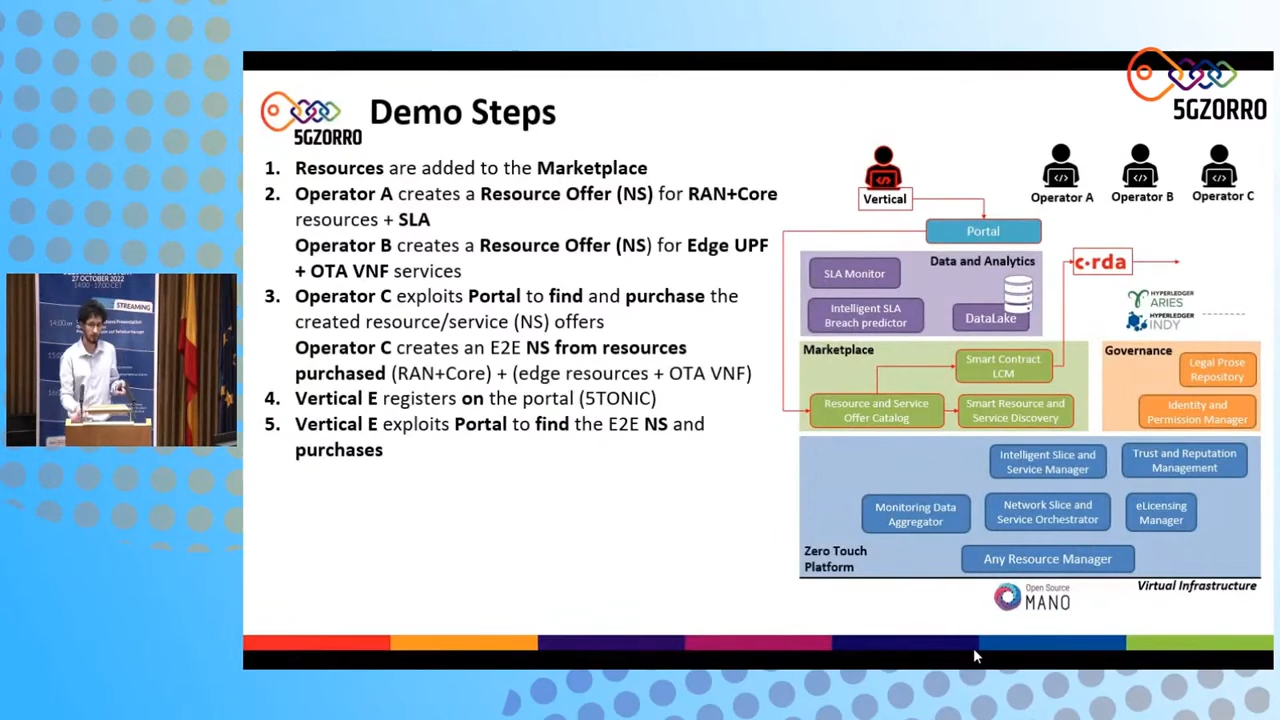 5GZORRO
Demo Steps
5GZORRO
1. Resources are added to the Marketplace
2. Operator A creates a Resource Offer (NS) for RAN+Core
resources + SLA
Operator B creates a Resource Offer (NS) for Edge UPF
+ OTA VNF services
3. Operator C exploits Portal to find and purchase the
created resource/service (NS) offers
Operator C creates an E2E NS from resources
purchased (RAN+Core) + (edge resources + OTA VNF)
4. Vertical E registers on the portal (5TONIC)
5. Vertical E exploits Portal to find the E2E NS and
purchases
Vertical
Operator A
Operator B
Operator C
Portal
Data and Analytics
SLA Monitor
Intelligent SLA
Breach predictor
DataLake
c·rda
HYPERLEDGER
ARIES
HYPERLEDGER
INDY
Marketplace
Smart Contract
LCM
Resource and Service
Offer Catalog
Smart Resource and
Service Discovery
Governance
Legal Prose
Repository
Identity and
Permission Manager
Intelligent Slice and
Service Manager
Trust and Reputation
Management
Monitoring Data
Aggregator
Network Slice and
Service Orchestrator
eLicensing
Manager
Zero Touch
Platform
Any Resource Manager
Virtual Infrastructure
Open Source
MANO
27 OCTOBER 2022
14:00 - 17:00 CET
STREAMING